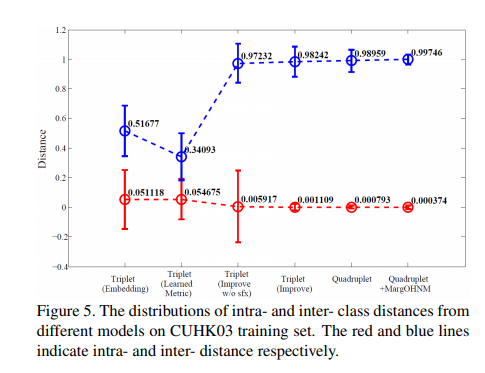 1.2
1
0.8
0.6
0.4
0.2
0
−0.2
−0.4
Distance
0.51677
0.34093
0.97232
0.98242
0.98959
0.99746
0.051118
0.054675
0.005917
0.001109
0.000793
0.000374
Triplet
(Embedding)
Triplet
(Learned
Metric)
Triplet
(Improve
w/o sfx)
Triplet
(Improve)
Quadruplet
Quadruplet
+MargOHNM
Figure 5. The distributions of intra- and inter- class distances from
different models on CUHK03 training set. The red and blue lines
indicate intra- and inter- distance respectively.